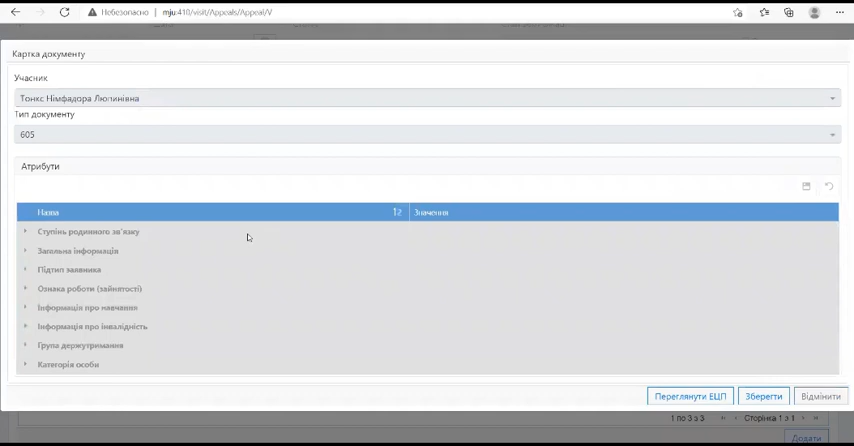 Небезопасно | mju:410/visit/Appeals/Appeal/V
Картка документу
Учасник
Тонкс Німфадора Люпинівна
Тип документу
605
Атрибути
Назва 12 Значення
Ступінь родинного зв'язку
Загальна інформація
Підтип заявника
Ознака роботи (зайнятості)
Інформація про навчання
Інформація про інвалідність
Група держутримання
Категорія особи
Переглянути ЕЦП Зберегти Відмінити
1 по 3 з 3 Сторінка 1 з 1
Додати